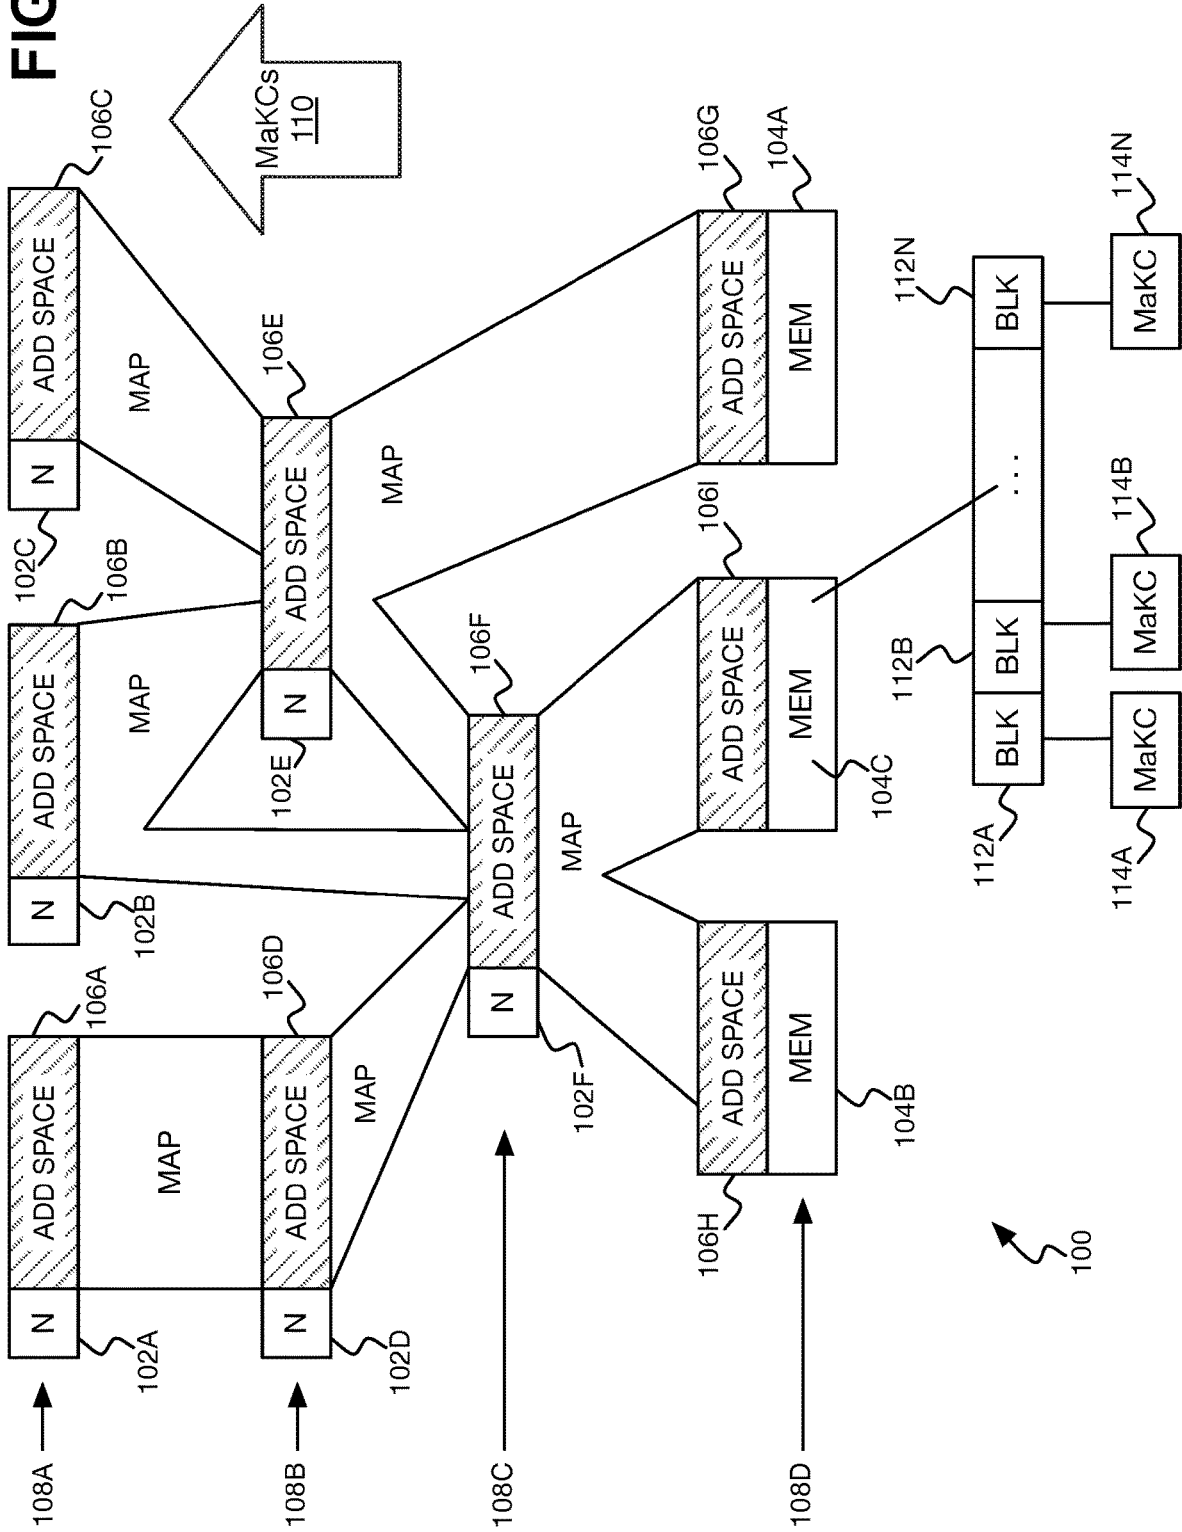 FIG
108A
N
ADD SPACE
N
ADD SPACE
N
ADD SPACE
102A
106A
102B
106B
102C
106C
MAP
MAP
MAP
MaKCs
110
108B
N
ADD SPACE
N
ADD SPACE
102D
106D
102E
106E
MAP
MAP
108C
N
ADD SPACE
102F
106F
MAP
108D
106H
ADD SPACE
MEM
104B
106I
ADD SPACE
MEM
104C
106G
ADD SPACE
MEM
104A
112A
BLK
112B
BLK
...
112N
BLK
114A
MaKC
114B
MaKC
114N
MaKC
100